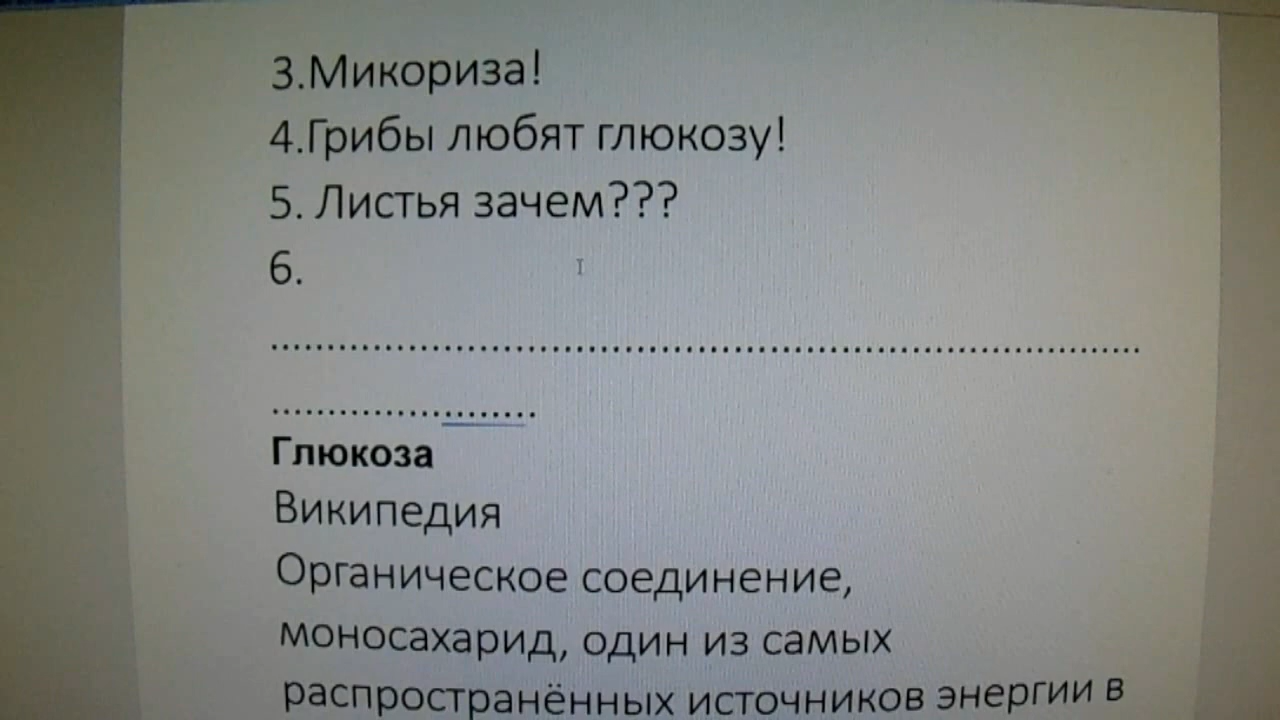 3.Микориза!
4.Грибы любят глюкозу!
5. Листья зачем???
6.
..............................................................................
........................
Глюкоза
Википедия
Органическое соединение,
моносахарид, один из самых
распространённых источников энергии в